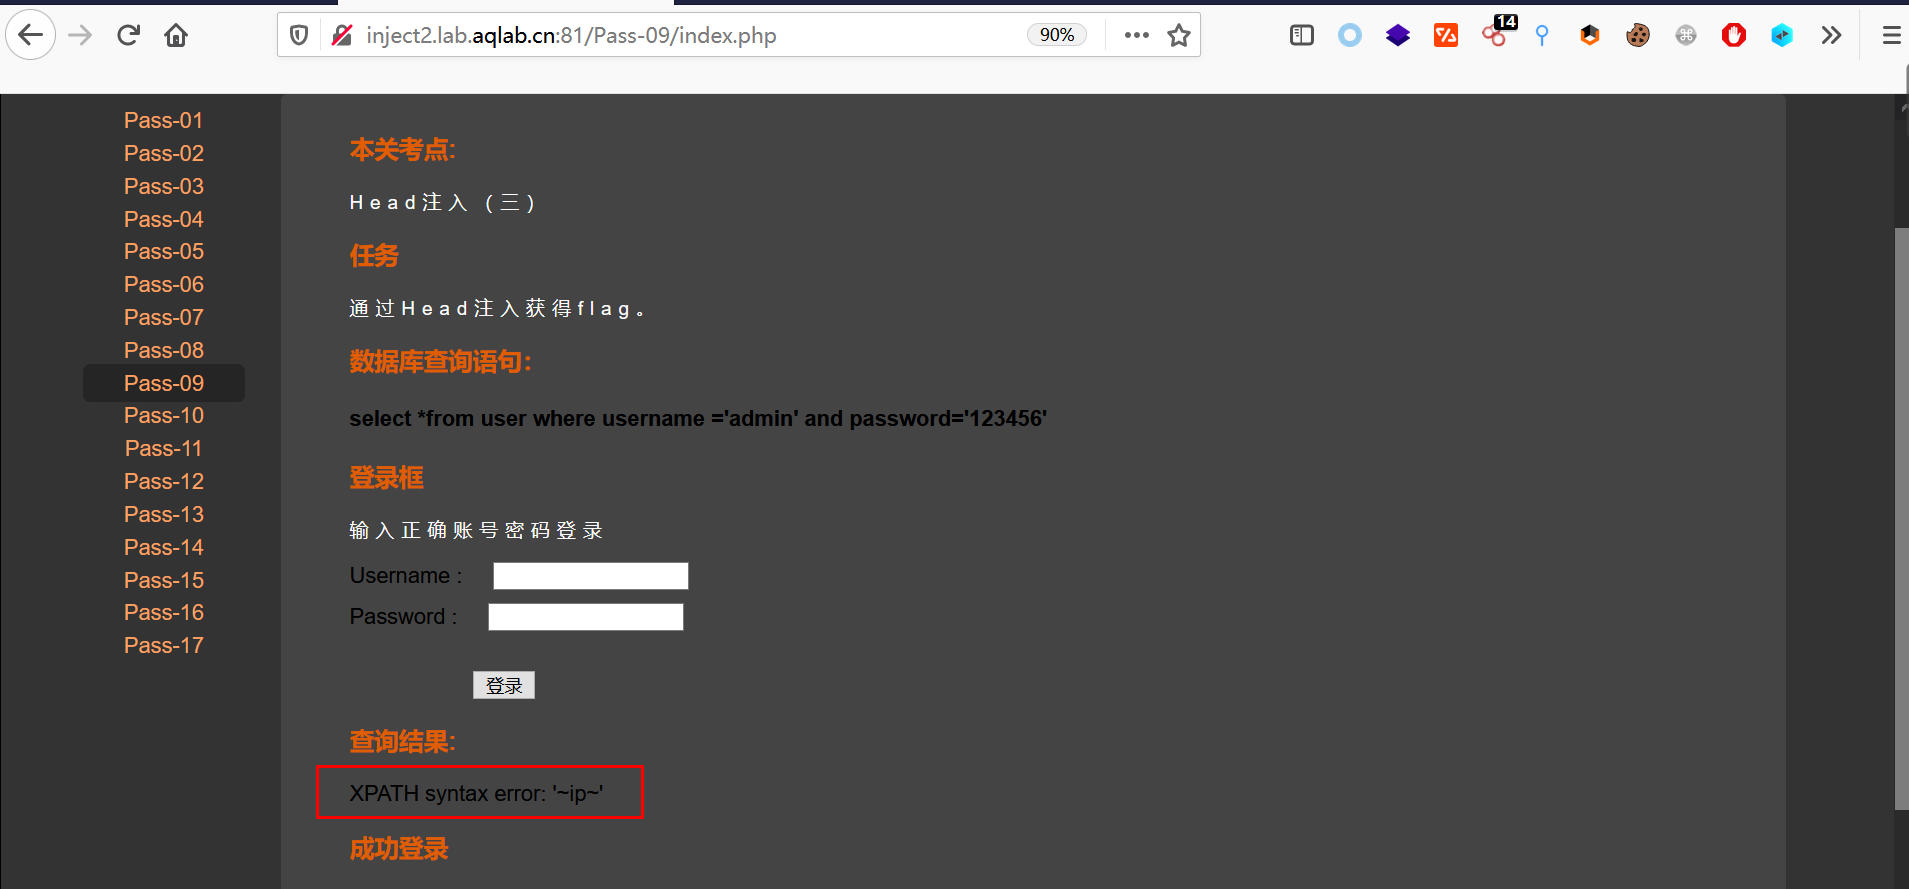 inject2.lab.aqlab.cn:81/Pass-09/index.php
90%
14
Pass-01
Pass-02
Pass-03
Pass-04
Pass-05
Pass-06
Pass-07
Pass-08
Pass-09
Pass-10
Pass-11
Pass-12
Pass-13
Pass-14
Pass-15
Pass-16
Pass-17
本关考点:
Head注入 (三)
任务
通过Head注入获得flag。
数据库查询语句:
select *from user where username ='admin' and password='123456'
登录框
输入正确账号密码登录
Username :
Password :
登录
查询结果:
XPATH syntax error: '~ip~'
成功登录